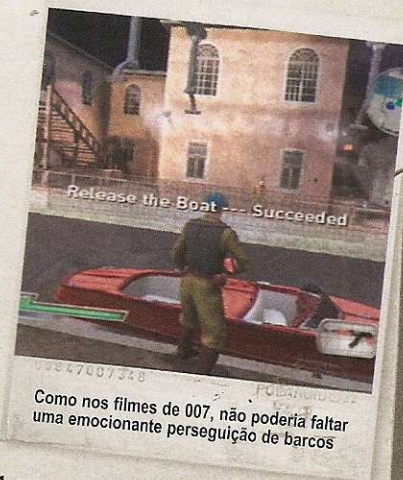 Release the Boat --- Succeeded
Como nos filmes de 007, não poderia faltar
uma emocionante perseguição de barcos